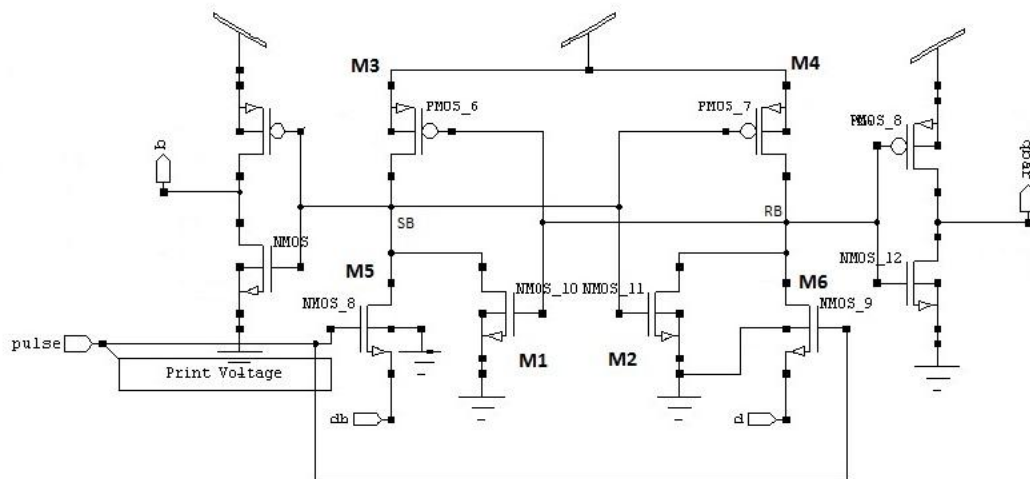 M3
M4
PMOS_6
PMOS_7
PMOS_8
q
qbar
SB
RB
NMOS
M5
M6
NMOS_12
NMOS_8
NMOS_10
NMOS_11
NMOS_9
pulse
M1
M2
Print Voltage
db
d